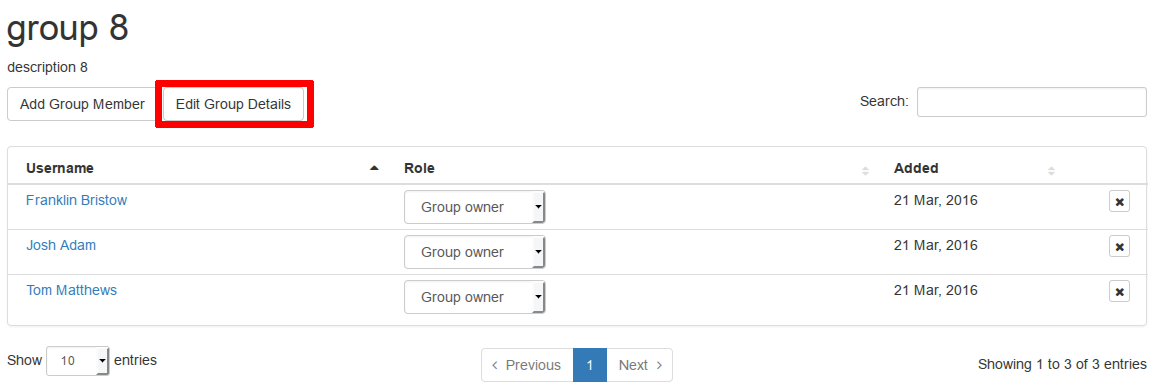 group 8
description 8
Add Group Member Edit Group Details Search:
Username Role Added
Franklin Bristow Group owner 21 Mar, 2016
Josh Adam Group owner 21 Mar, 2016
Tom Matthews Group owner 21 Mar, 2016
Show 10 entries Previous 1 Next Showing 1 to 3 of 3 entries